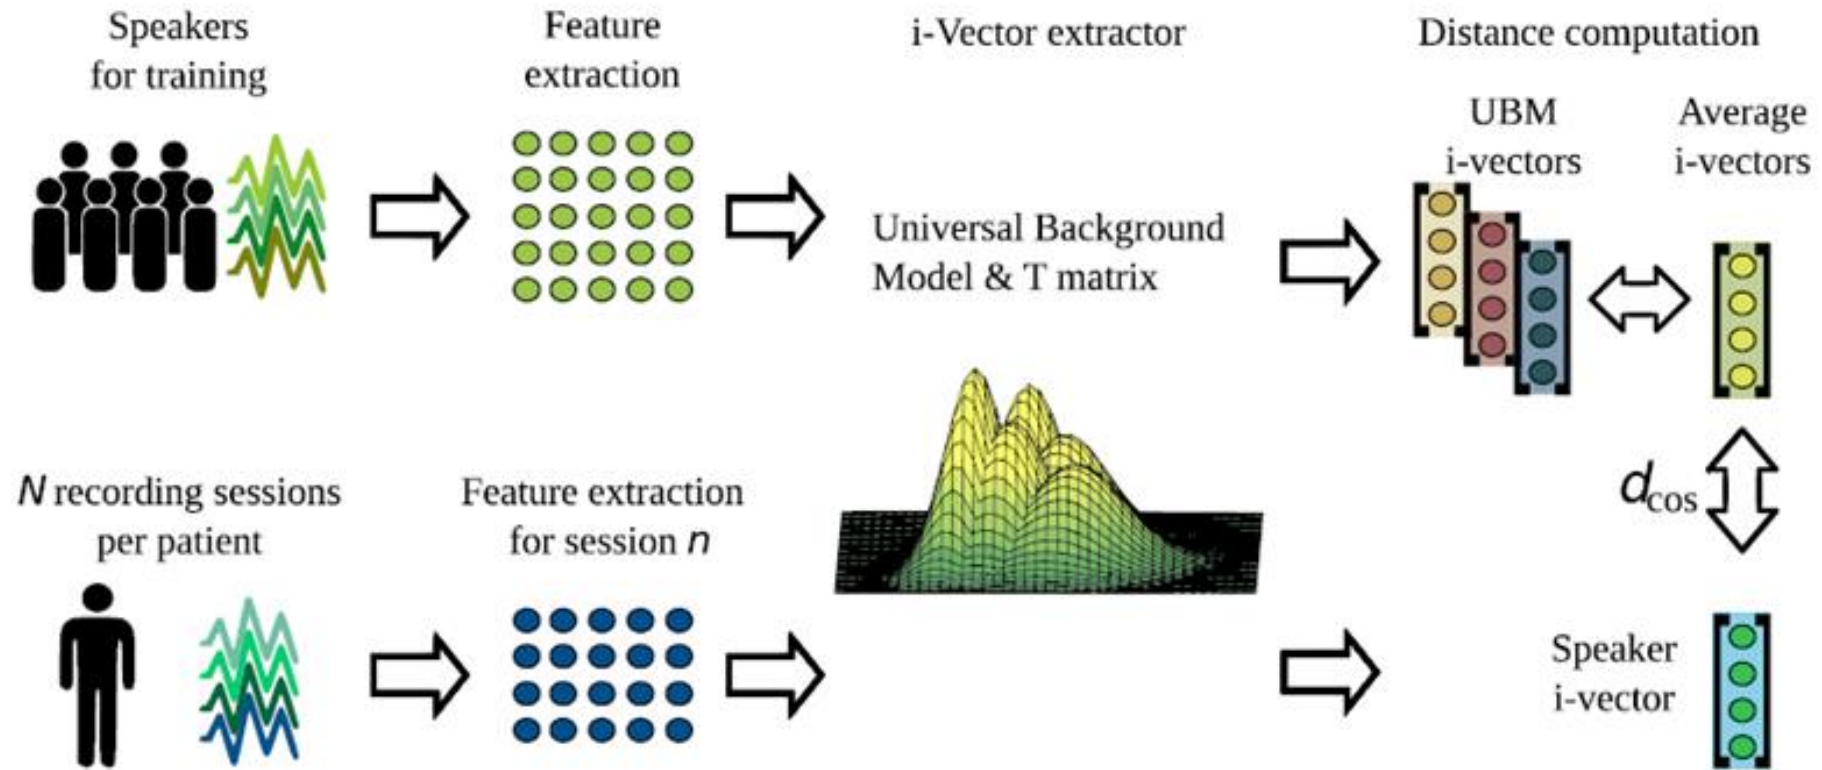 Speakers
for training
Feature
extraction
i-Vector extractor
Distance computation
UBM
i-vectors
Average
i-vectors
Universal Background
Model & T matrix
N recording sessions
per patient
Feature extraction
for session n
dcos
Speaker
i-vector